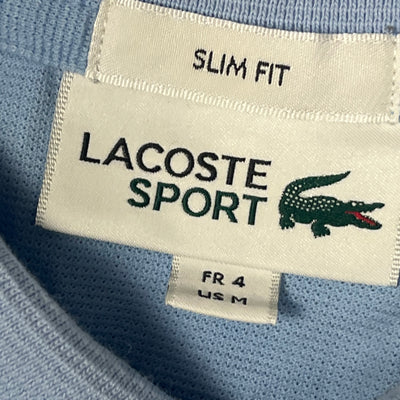 SLIM FIT
LACOSTE
SPORT
FR 4
US M